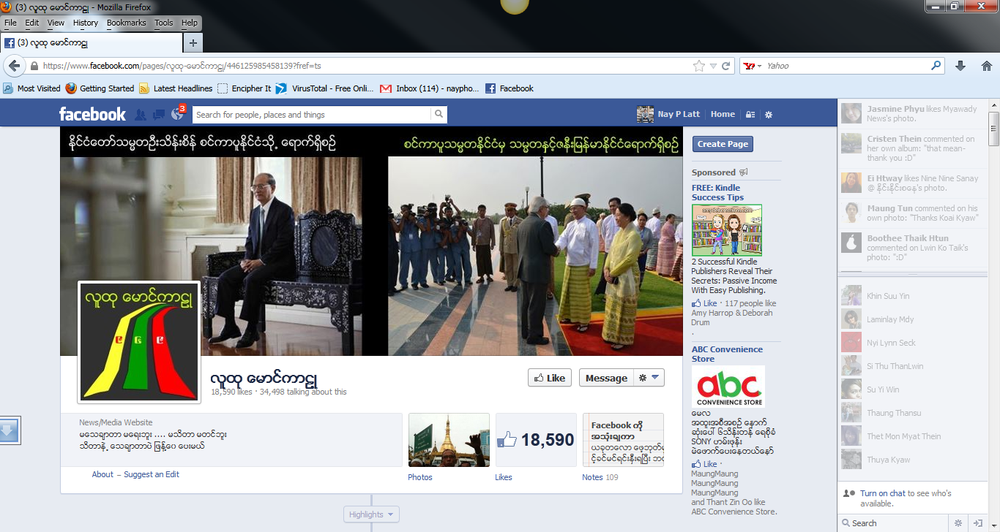 (3) လူထု မောင်ကာဠု - Mozilla Firefox
File Edit View History Bookmarks Tools Help
(3) လူထု မောင်ကာဠု
https://www.facebook.com/pages/လူထု-မောင်ကာဠု/446125985458139?fref=ts
Yahoo
Most Visited Getting Started Latest Headlines Encipher It VirusTotal - Free Onli... Inbox (114) - naypho... Facebook
facebook
3
Search for people, places and things
Nay P Latt Home
နိုင်ငံတော်သမ္မတဦးသိန်းစိန် စင်ကာပူနိုင်ငံသို့ ရောက်ရှိစဉ်
စင်ကာပူသမ္မတနိုင်ငံမှ သမ္မတနှင့်ဇနီးမြန်မာနိုင်ငံရောက်ရှိစဉ်
လူထု မောင်ကာဠု
လူထု မောင်ကာဠု
18,590 likes · 34,498 talking about this
Like
Message
News/Media Website
မသေချာတာ မရေးဘူး .... မသိတာ မတင်ဘူး
သိတာနဲ့ သေချာတာပဲ ဖြန့်ဝေ ပေးမယ်
About – Suggest an Edit
Photos
18,590
Likes
Facebook ကို
အသုံးချကာ
ယခုတလော ဖေ့ဘုတ်
Notes 109
Highlights
Create Page
Sponsored
FREE: Kindle
Success Tips
2 Successful Kindle
Publishers Reveal Their
Secrets: Passive Income
With Easy Publishing.
Like · 117 people like
Amy Harrop & Deborah
Drum
.
ABC Convenience
Store
abc
CONVENIENCE STORE
မေလ
အထူးအစီအစဉ် နောက်
SONY ဟမ်းဖုန်း
မဲဖောက်ပေးနေတယ်နော်
Like ·
MaungMaung
MaungMaung
MaungMaung
and Thant Zin Oo like
ABC Convenience Store.
Jasmine Phyu likes Myawady
News's photo.
Cristen Thein commented on
her own album: "that mean-
thank you :D"
Ei Htway likes Nine Nine Sanay
@ နိုင်းနိုင်းစနေ's photo.
Maung Tun commented on his
own photo: "Thanks Koai Kyaw"
Boothee Thaik Htun
commented on Lwin Ko Taik's
photo: ":D"
Khin Suu Yin
Laminlay Mdy
Nyi Lynn Seck
Si Thu ThanLwin
Su Yi Win
Thaung Thansu
Thet Mon Myat Thein
Thuya Kyaw
Turn on chat to see who's
available.
Search